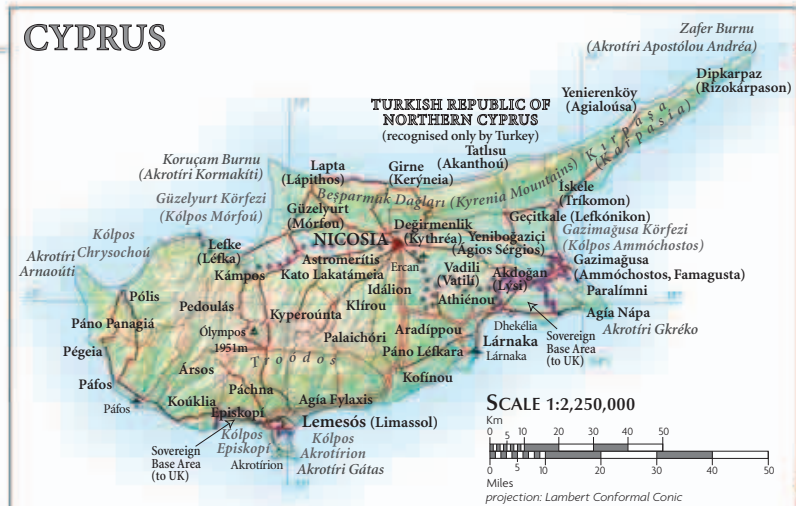 CYPRUS
Zafer Burnu
(Akrotíri Apostólou Andréa)
Dipkarpaz
(Rizokárpason)
Yenierenköy
(Agialoúsa)
Kırpaşa
(Karpasia)
TURKISH REPUBLIC OF
NORTHERN CYPRUS
(recognised only by Turkey)
Tatlısu
(Akanthoú)
Koruçam Burnu
(Akrotíri Kormakíti)
Lapta
(Lápithos)
Girne
(Kerýneia)
Beşparmak Dağları (Kyrenia Mountains)
İskele
(Tríkomon)
Güzelyurt Körfezi
(Kólpos Mórfou)
Güzelyurt
(Mórfou)
Geçitkale (Lefkónikon)
Değirmenlik
(Kythréa)
Gazimağusa Körfezi
(Kólpos Ammóchostos)
Kólpos
Chrysochoú
Lefke
(Léfka)
NICOSIA
Yeniboğaziçi
(Agios Sérgios)
Akrotíri
Arnaoúti
Astromerítis
Ercan
Vadili
(Vatilí)
Akdoğan
(Lysi)
Gazimağusa
(Ammóchostos, Famagusta)
Kámpos
Kato Lakatámeia
Idálion
Athiénou
Paralímni
Pólis
Pedoulás
Klírou
Agía Nápa
Akrotíri Gkréko
Páno Panagiá
Kyperoúnta
Ólympos
1951m
Palaichóri
Aradíppou
Dhekélia
Sovereign
Base Area
(to UK)
Lárnaka
Lárnaka
Pégeia
Troódos
Páno Léfkara
Ársos
Kofínou
Páfos
Páfos
Páchna
Koúklia
Agía Fylaxis
Episkopí
Lemesós (Limassol)
Kólpos
Episkopí
Kólpos
Akrotírion
Sovereign
Base Area
(to UK)
Akrotírion
Akrotíri Gátas
SCALE 1:2,250,000
Km
0 5 10 20 30 40 50
0 5 10 20 30 40 50
Miles
projection: Lambert Conformal Conic